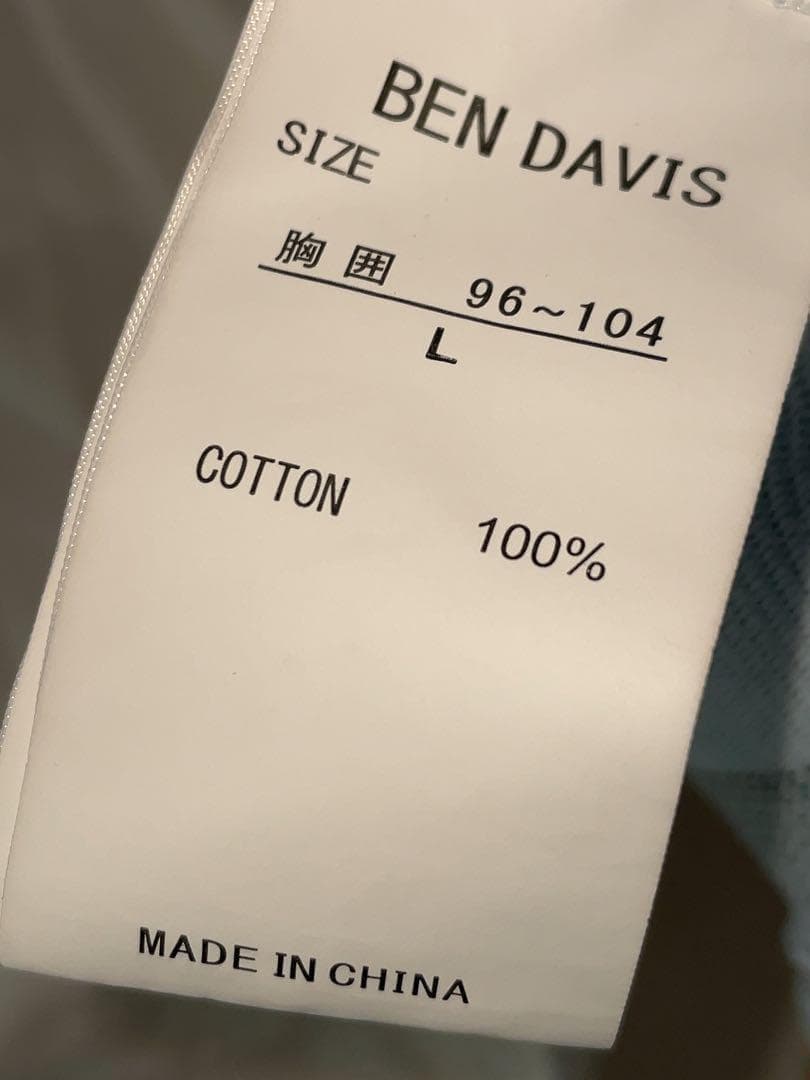 BEN DAVIS
SIZE
胸囲 96~104
L
COTTON 100%
MADE IN CHINA